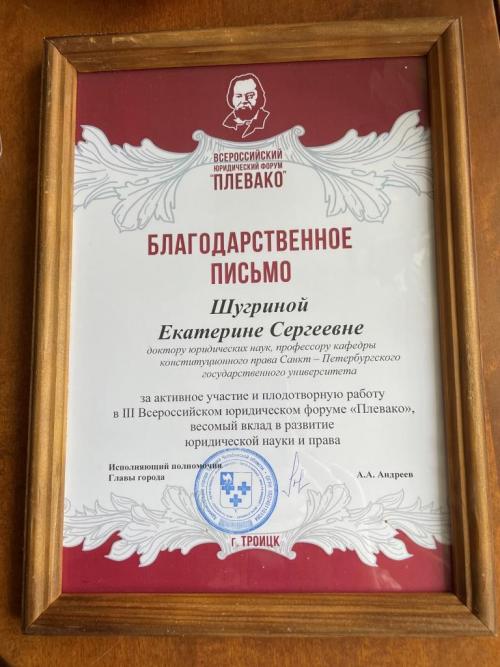 ВСЕРОССИЙСКИЙ
ЮРИДИЧЕСКИЙ ФОРУМ
"ПЛЕВАКО"
БЛАГОДАРСТВЕННОЕ
ПИСЬМО
Шугриной
Екатерине Сергеевне
доктору юридических наук, профессору кафедры
конституционного права Санкт – Петербургского
государственного университета
за активное участие и плодотворную работу
в III Всероссийском юридическом форуме «Плевако»,
весомый вклад в развитие
юридической науки и права
Исполняющий полномочия
Главы города
А.А. Андреев
г. ТРОИЦК